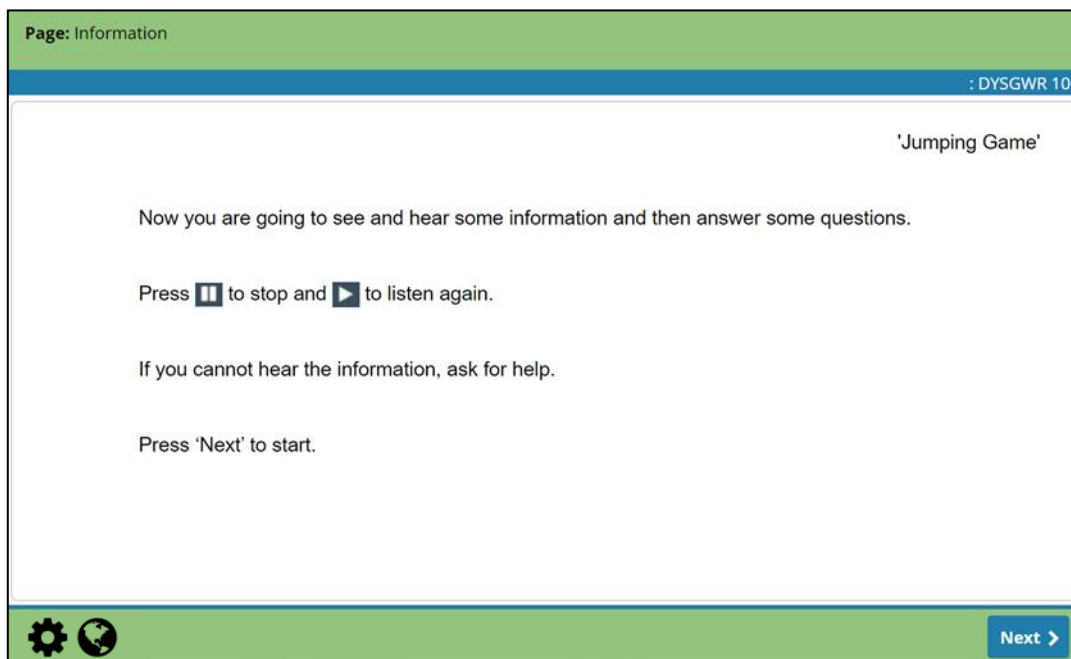 Page: Information
: DYSGWR 10
'Jumping Game'
Now you are going to see and hear some information and then answer some questions.
Press to stop and to listen again.
If you cannot hear the information, ask for help.
Press ‘Next’ to start.
Next